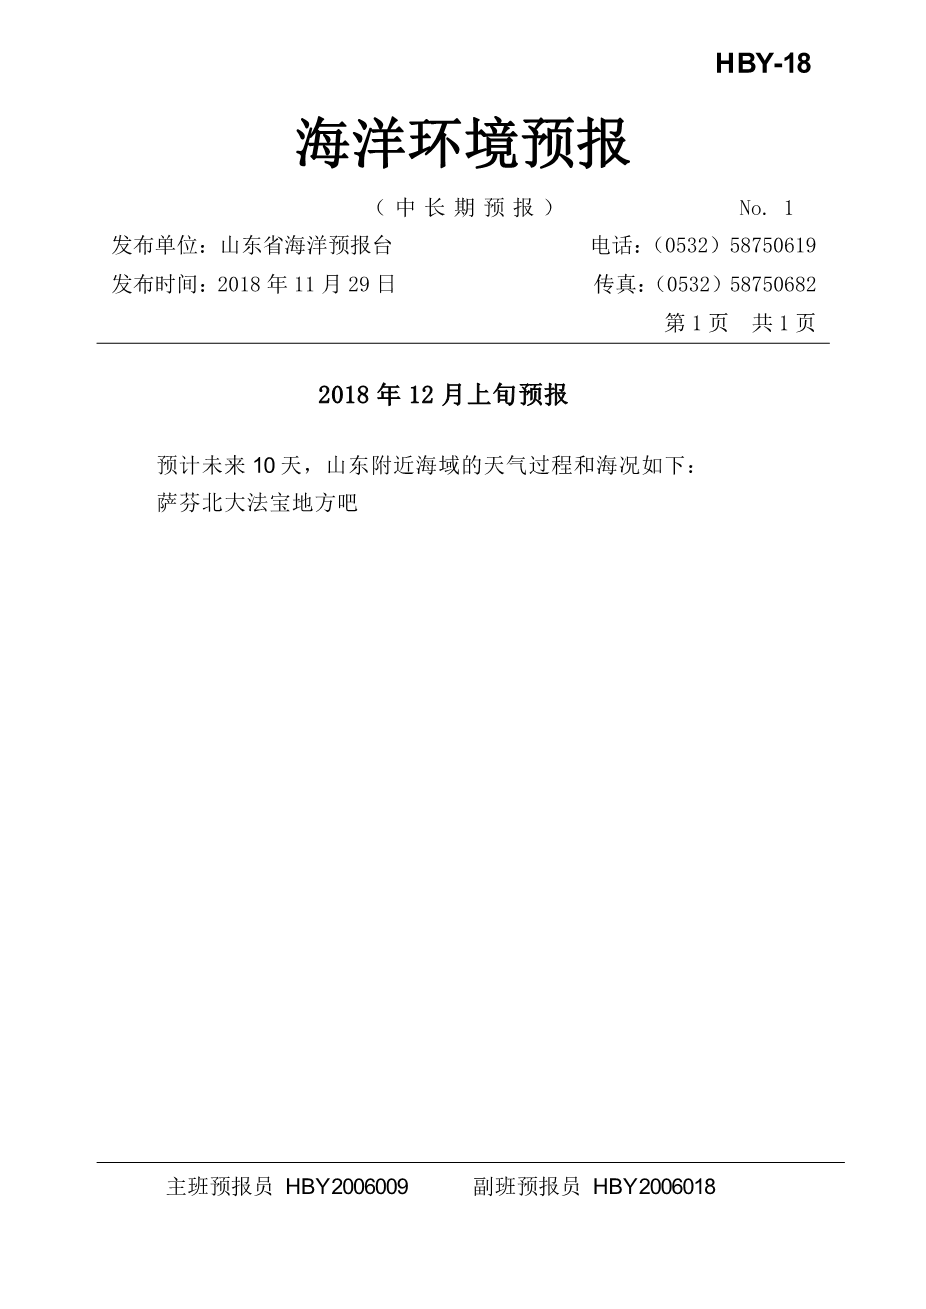 HBY-18
海洋环境预报
（中长期预报） No. 1
发布单位：山东省海洋预报台 电话：（0532）58750619
发布时间：2018 年 11 月 29 日 传真：（0532）58750682
第 1 页 共 1 页
2018 年 12 月上旬预报
预计未来 10 天，山东附近海域的天气过程和海况如下：
萨芬北大法宝地方吧
主班预报员 HBY2006009 副班预报员 HBY2006018